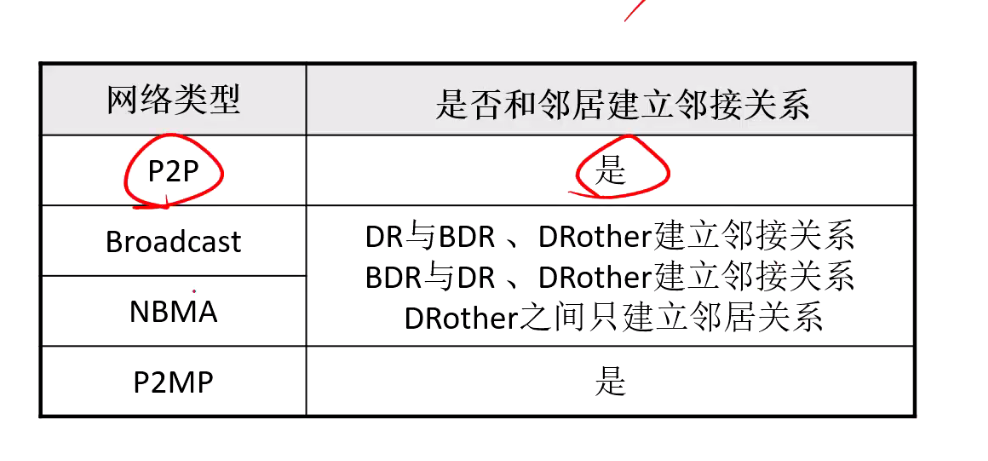 网络类型 是否和邻居建立邻接关系
P2P 是
Broadcast
DR与BDR 、DRother建立邻接关系
BDR与DR 、DRother建立邻接关系
NBMA
DRother之间只建立邻居关系
P2MP 是